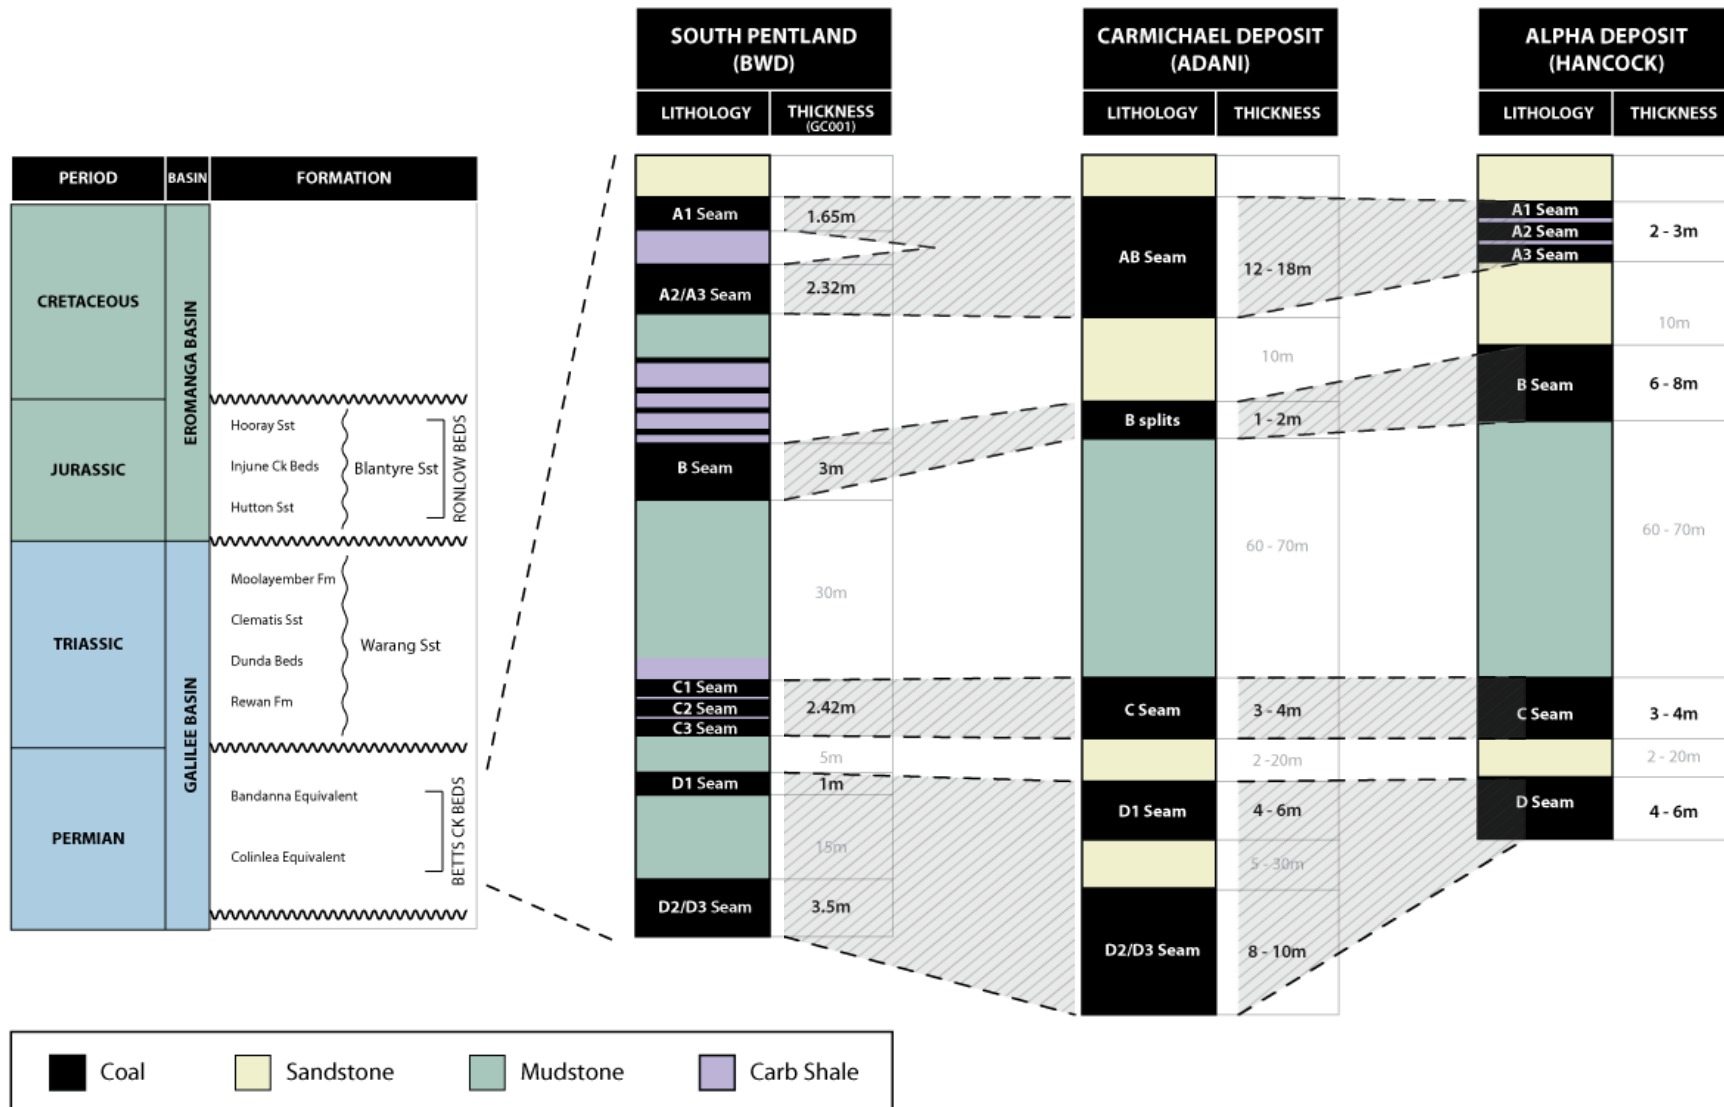 SOUTH PENTLAND
(BWD)
LITHOLOGY
THICKNESS
(GC001)
CARMICHAEL DEPOSIT
(ADANI)
LITHOLOGY
THICKNESS
ALPHA DEPOSIT
(HANCOCK)
LITHOLOGY
THICKNESS
PERIOD
BASIN
FORMATION
CRETACEOUS
JURASSIC
TRIASSIC
PERMIAN
EROMANGA BASIN
GALILEE BASIN
Hooray Sst
Injune Ck Beds
Hutton Sst
Blantyre Sst
RONLOW BEDS
Moolayember Fm
Clematis Sst
Dunda Beds
Rewan Fm
Warang Sst
Bandanna Equivalent
Colinlea Equivalent
BETTS CK BEDS
A1 Seam
1.65m
A2/A3 Seam
2.32m
B Seam
3m
30m
C1 Seam
C2 Seam
C3 Seam
2.42m
5m
D1 Seam
1m
15m
D2/D3 Seam
3.5m
AB Seam
12 - 18m
10m
B splits
1 - 2m
60 - 70m
C Seam
3 - 4m
2 -20m
D1 Seam
4 - 6m
5 - 30m
D2/D3 Seam
8 - 10m
A1 Seam
A2 Seam
A3 Seam
2 - 3m
10m
B Seam
6 - 8m
60 - 70m
C Seam
3 - 4m
2 - 20m
D Seam
4 - 6m
Coal
Sandstone
Mudstone
Carb Shale